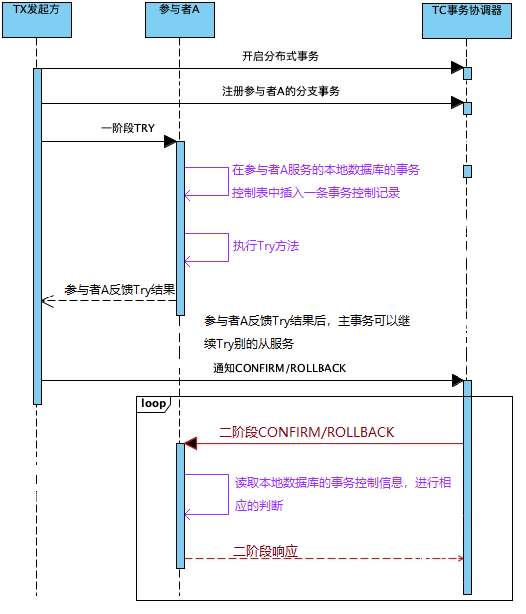 TX发起方
参与者A
TC事务协调器
开启分布式事务
注册参与者A的分支事务
一阶段TRY
在参与者A服务的本地数据库的事务
控制表中插入一条事务控制记录
执行Try方法
参与者A反馈Try结果
参与者A反馈Try结果后，主事务可以继
续Try别的从服务
通知CONFIRM/ROLLBACK
loop
二阶段CONFIRM/ROLLBACK
读取本地数据库的事务控制信息，进行相
应的判断
二阶段响应